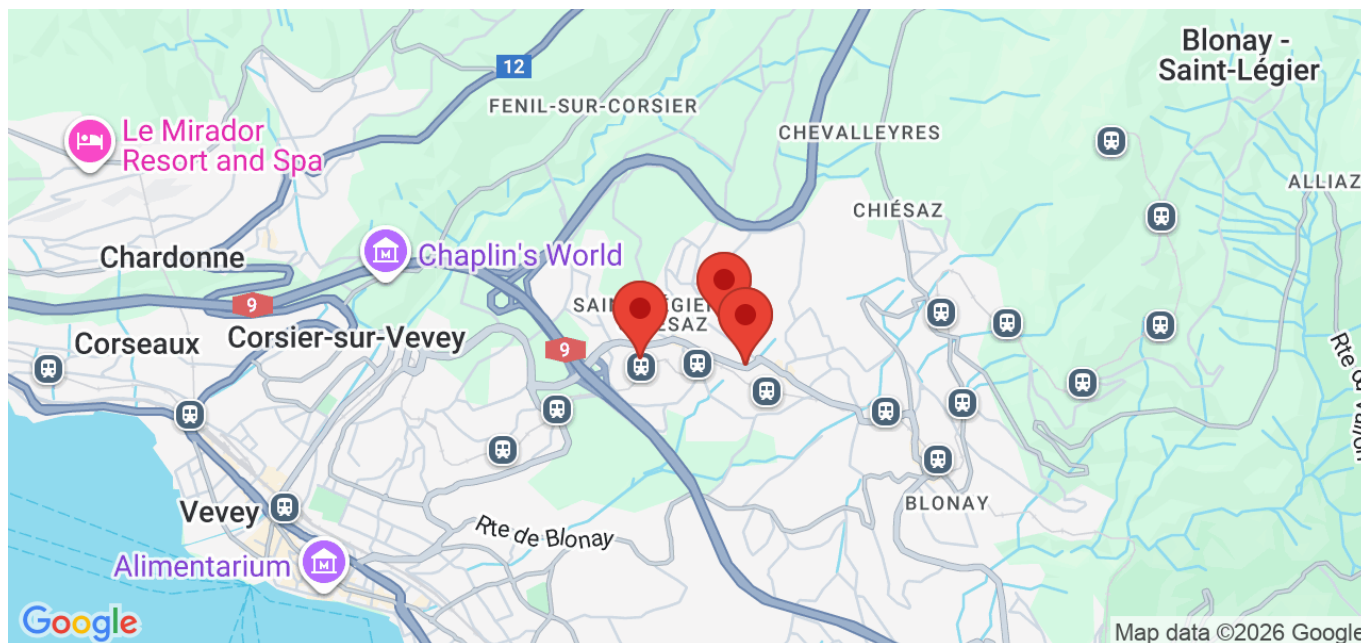 Blonay -
Saint-Légier
12
FENIL-SUR-CORSIER
CHEVALLEYRES
Le Mirador
Resort and Spa
ALLIAZ
CHIÉSAZ
Chardonne
Chaplin's World
9
Corseaux
Corsier-sur-Vevey
9
Vevey
BLONAY
Rte de Blonay
Alimentarium
Google
Map data ©2026 Google